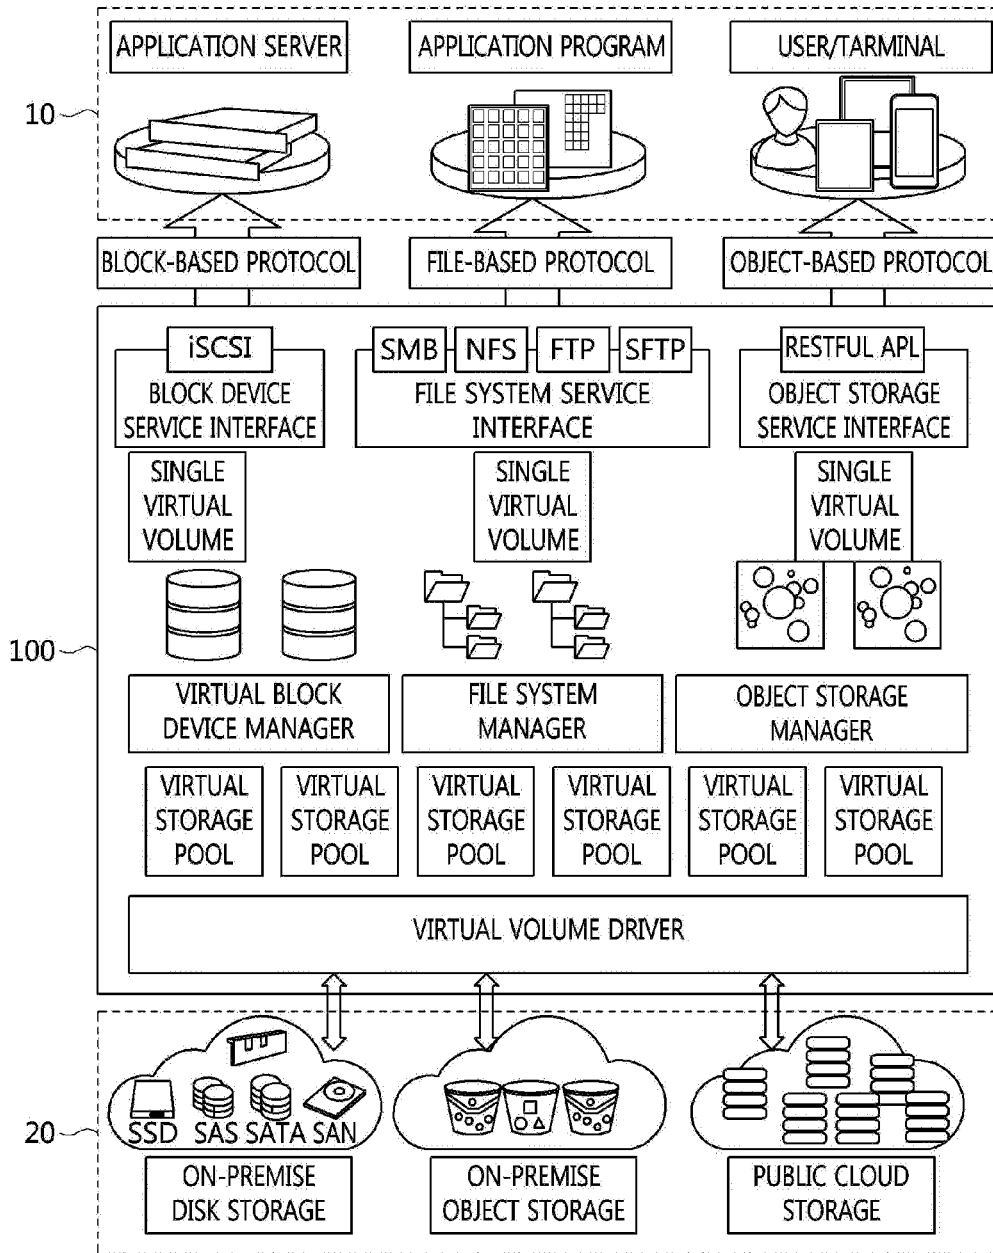 APPLICATION SERVER
APPLICATION PROGRAM
USER/TARMINAL
10
BLOCK-BASED PROTOCOL
FILE-BASED PROTOCOL
OBJECT-BASED PROTOCOL
iSCSI
BLOCK DEVICE
SERVICE INTERFACE
SMB
NFS
FTP
SFTP
FILE SYSTEM SERVICE
INTERFACE
RESTFUL APL
OBJECT STORAGE
SERVICE INTERFACE
SINGLE
VIRTUAL
VOLUME
SINGLE
VIRTUAL
VOLUME
SINGLE
VIRTUAL
VOLUME
100
VIRTUAL BLOCK
DEVICE MANAGER
FILE SYSTEM
MANAGER
OBJECT STORAGE
MANAGER
VIRTUAL
STORAGE
POOL
VIRTUAL
STORAGE
POOL
VIRTUAL
STORAGE
POOL
VIRTUAL
STORAGE
POOL
VIRTUAL
STORAGE
POOL
VIRTUAL
STORAGE
POOL
VIRTUAL VOLUME DRIVER
20
SSD
SAS
SATA
SAN
ON-PREMISE
DISK STORAGE
ON-PREMISE
OBJECT STORAGE
PUBLIC CLOUD
STORAGE